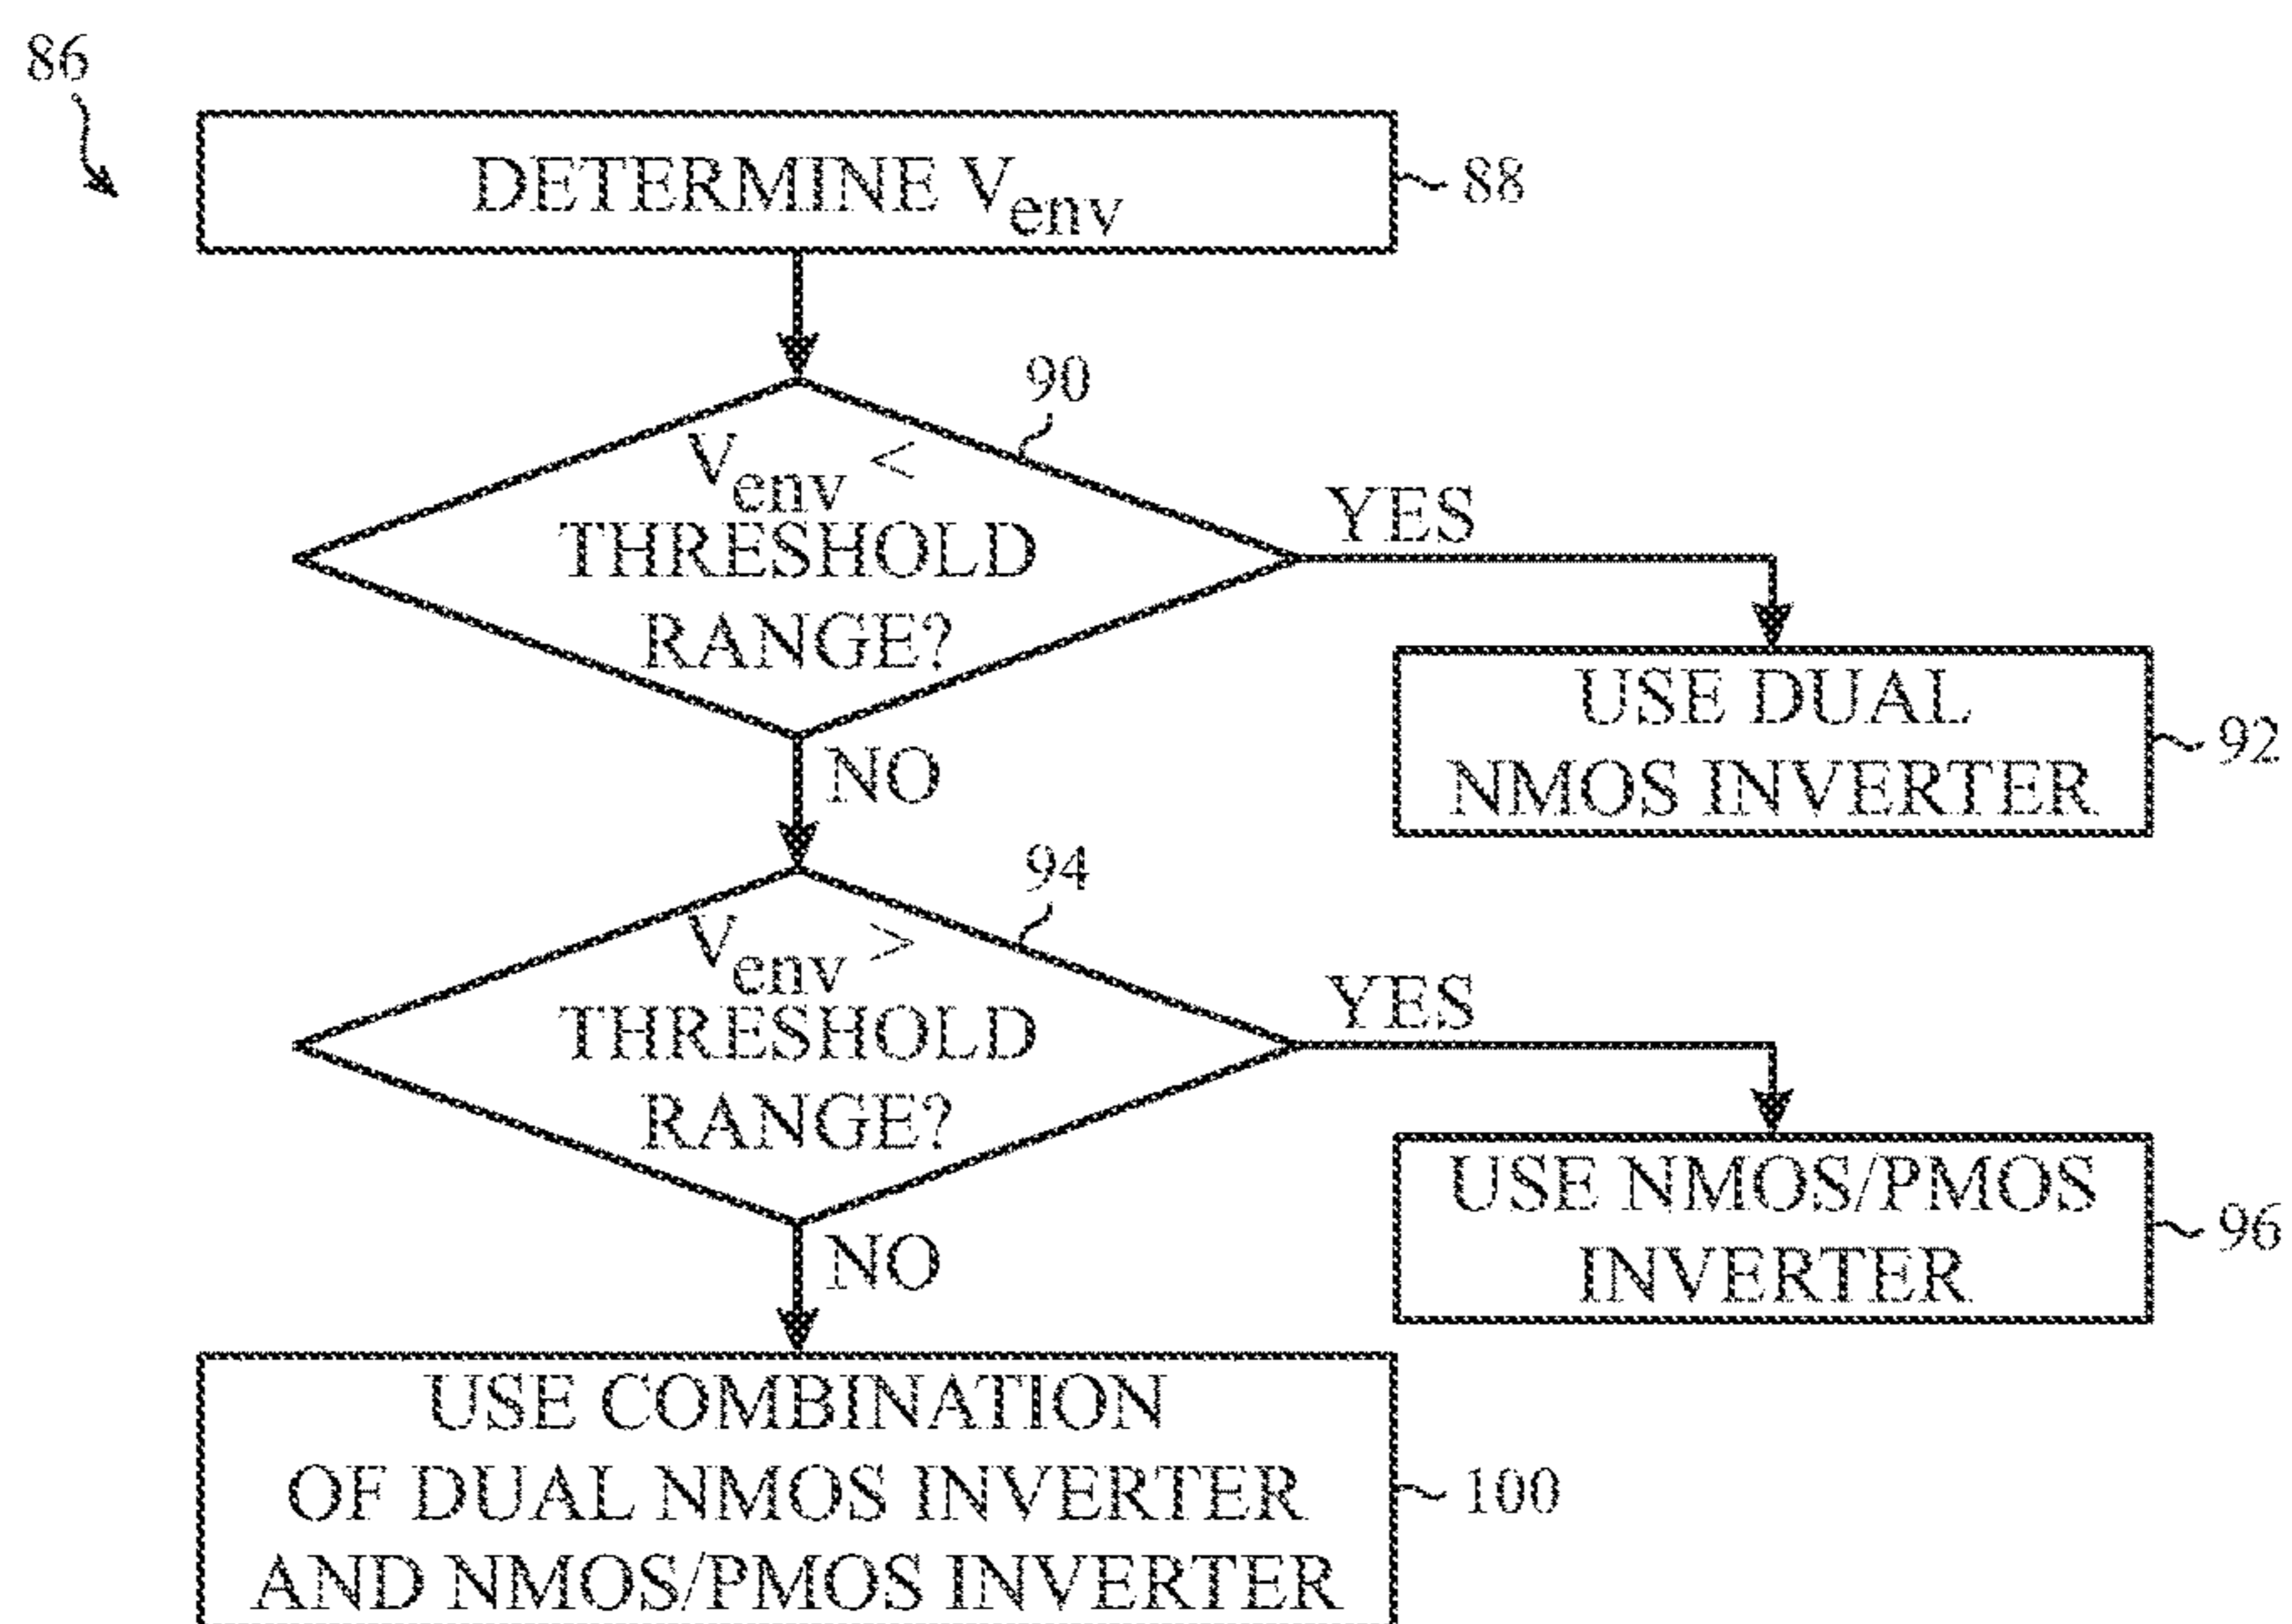 86
DETERMINE Venv
88
90
Venv <
THRESHOLD
RANGE?
YES
USE DUAL
NMOS INVERTER
92
NO
94
Venv >
THRESHOLD
RANGE?
YES
USE NMOS/PMOS
INVERTER
96
NO
USE COMBINATION
OF DUAL NMOS INVERTER
AND NMOS/PMOS INVERTER
100